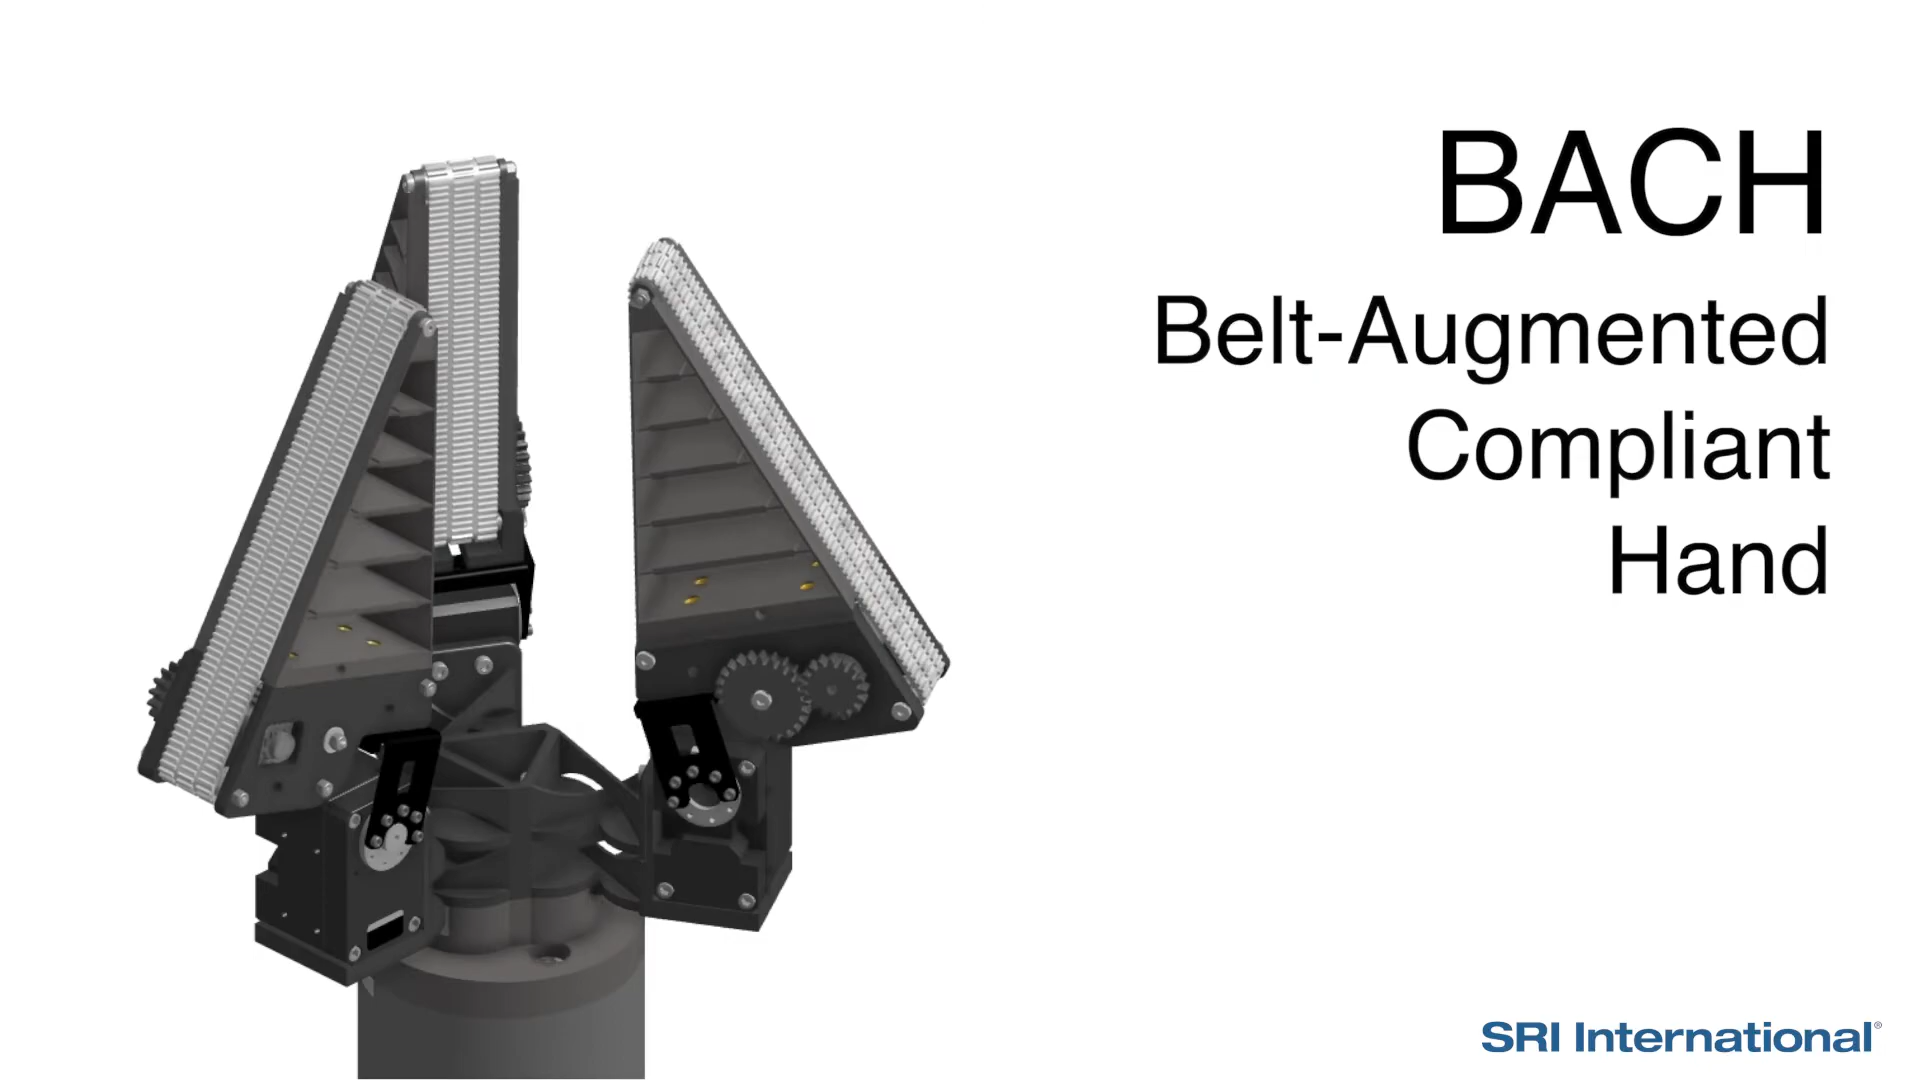 BACH
Belt-Augmented
Compliant
Hand
SRI International®